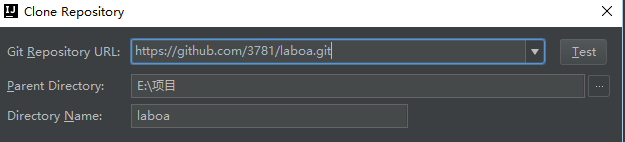 IJ Clone Repository
Git Repository URL: https://github.com/3781/laboa.git Test
Parent Directory: E:\项目 ...
Directory Name: laboa